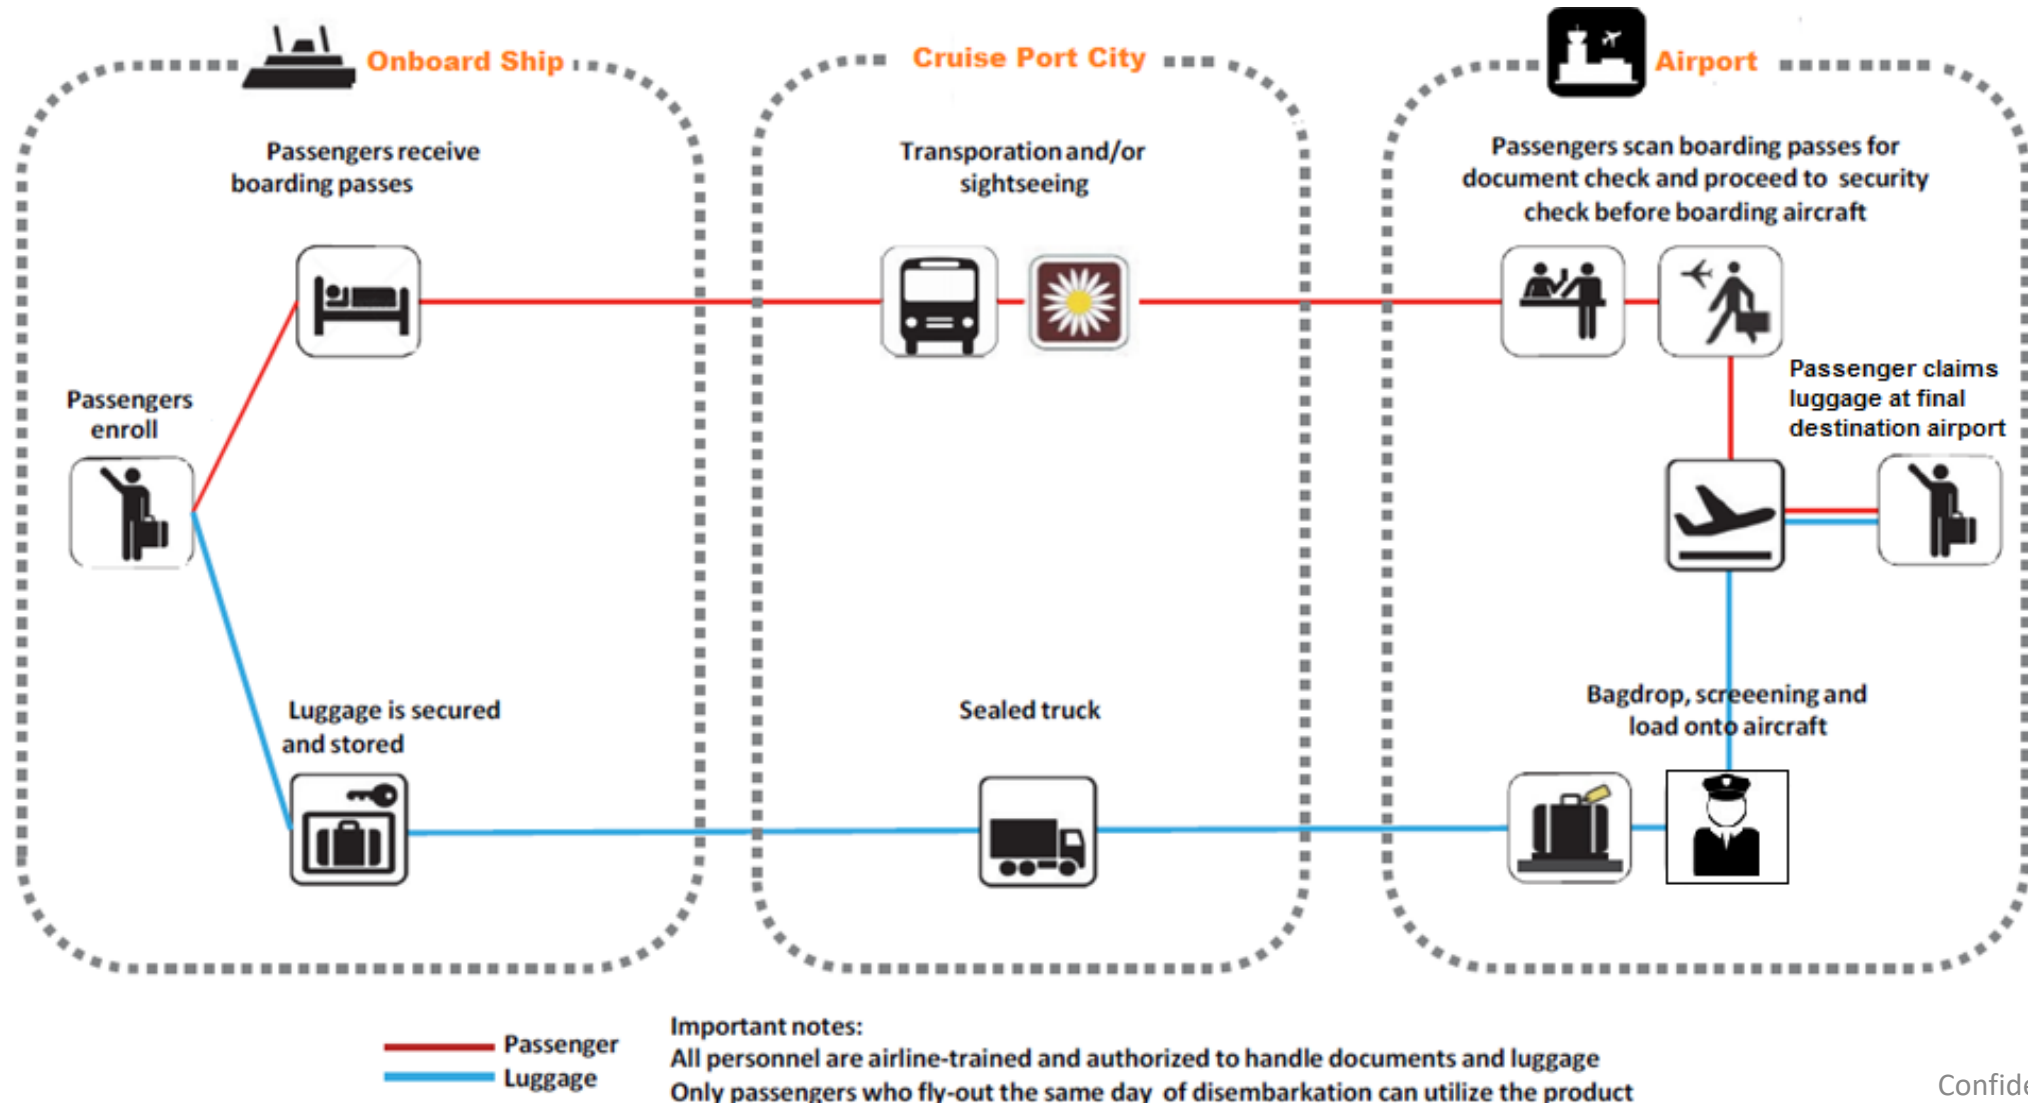 Onboard Ship
Passengers receive
boarding passes
Passengers
enroll
Luggage is secured
and stored
Cruise Port City
Transporation and/or
sightseeing
Sealed truck
Airport
Passengers scan boarding passes for
document check and proceed to security
check before boarding aircraft
Passenger claims
luggage at final
destination airport
Bagdrop, screeening and
load onto aircraft
Passenger
Luggage
Important notes:
All personnel are airline-trained and authorized to handle documents and luggage
Only passengers who fly-out the same day of disembarkation can utilize the product
Confide